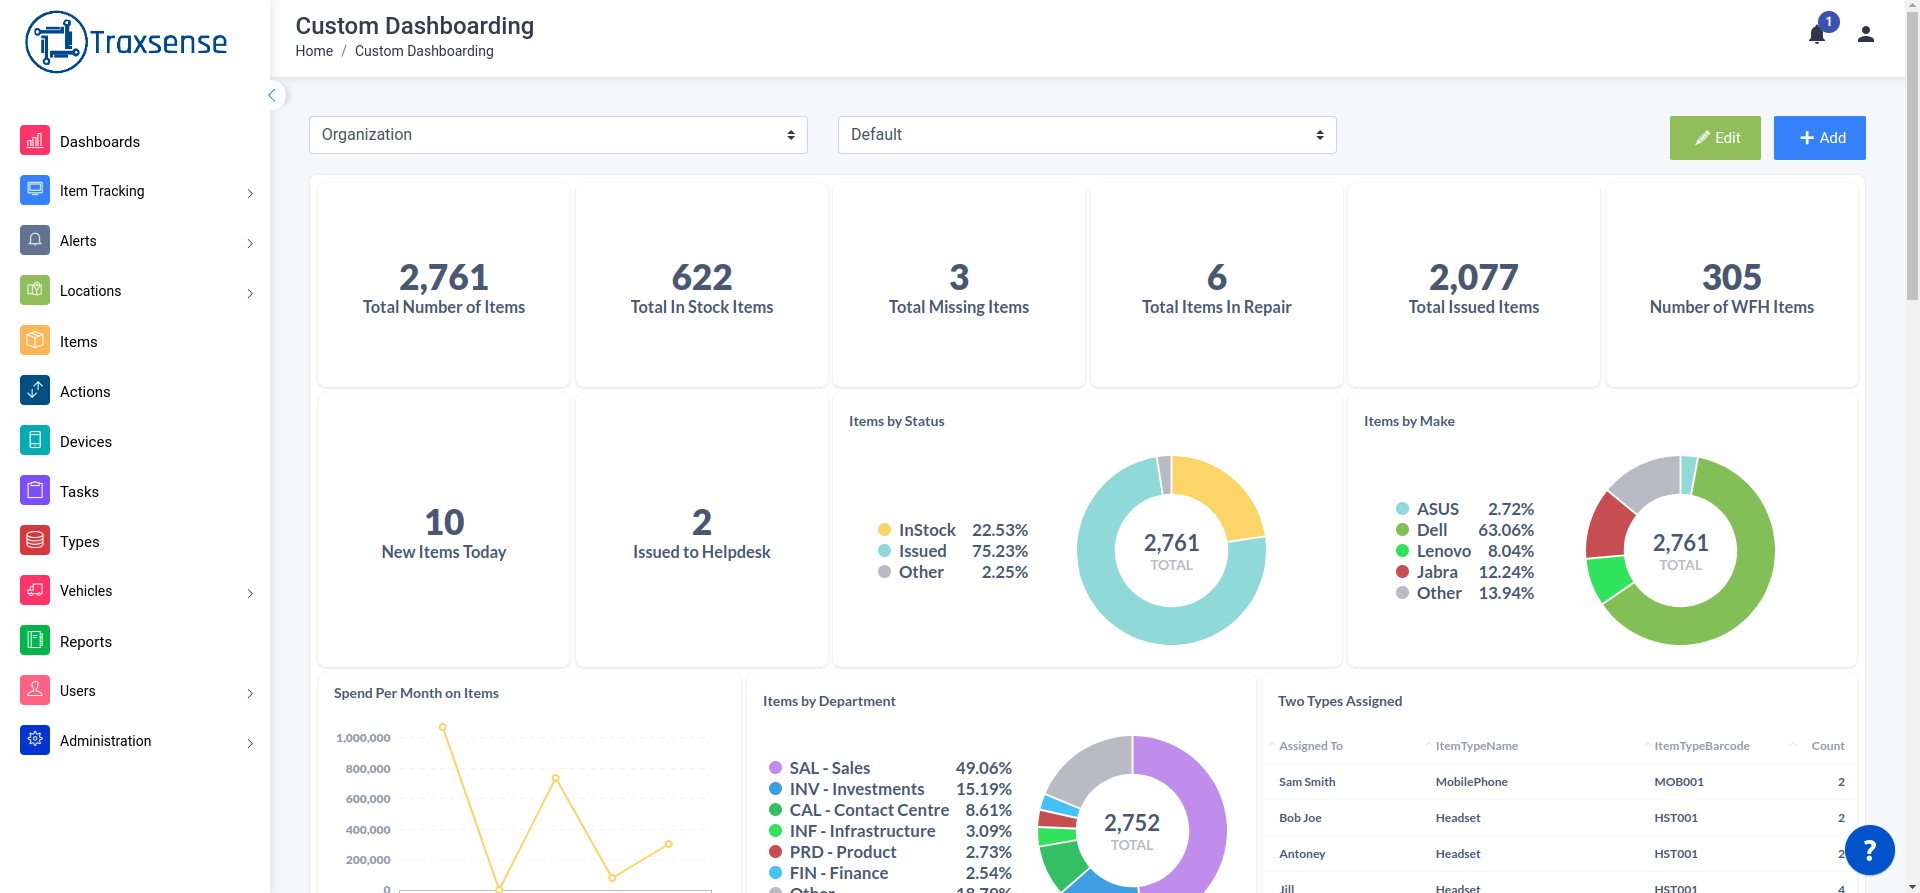 Traxsense
Custom Dashboarding
Home / Custom Dashboarding
1
Dashboards
Item Tracking
Alerts
Locations
Items
Actions
Devices
Tasks
Types
Vehicles
Reports
Users
Administration
Organization
Default
Edit
+ Add
2,761
Total Number of Items
622
Total In Stock Items
3
Total Missing Items
6
Total Items In Repair
2,077
Total Issued Items
305
Number of WFH Items
10
New Items Today
2
Issued to Helpdesk
Items by Status
InStock 22.53%
Issued 75.23%
Other 2.25%
2,761
TOTAL
Items by Make
ASUS 2.72%
Dell 63.06%
Lenovo 8.04%
Jabra 12.24%
Other 13.94%
2,761
TOTAL
Spend Per Month on Items
1,000,000
800,000
600,000
400,000
200,000
0
Items by Department
SAL - Sales 49.06%
INV - Investments 15.19%
CAL - Contact Centre 8.61%
INF - Infrastructure 3.09%
PRD - Product 2.73%
FIN - Finance 2.54%
Other 18.79%
2,752
TOTAL
Two Types Assigned
Assigned To ItemTypeName ItemTypeBarcode Count
Sam Smith MobilePhone MOB001 2
Bob Joe Headset HST001 2
Antoney Headset HST001 2
Jill Headset HST001 4
?